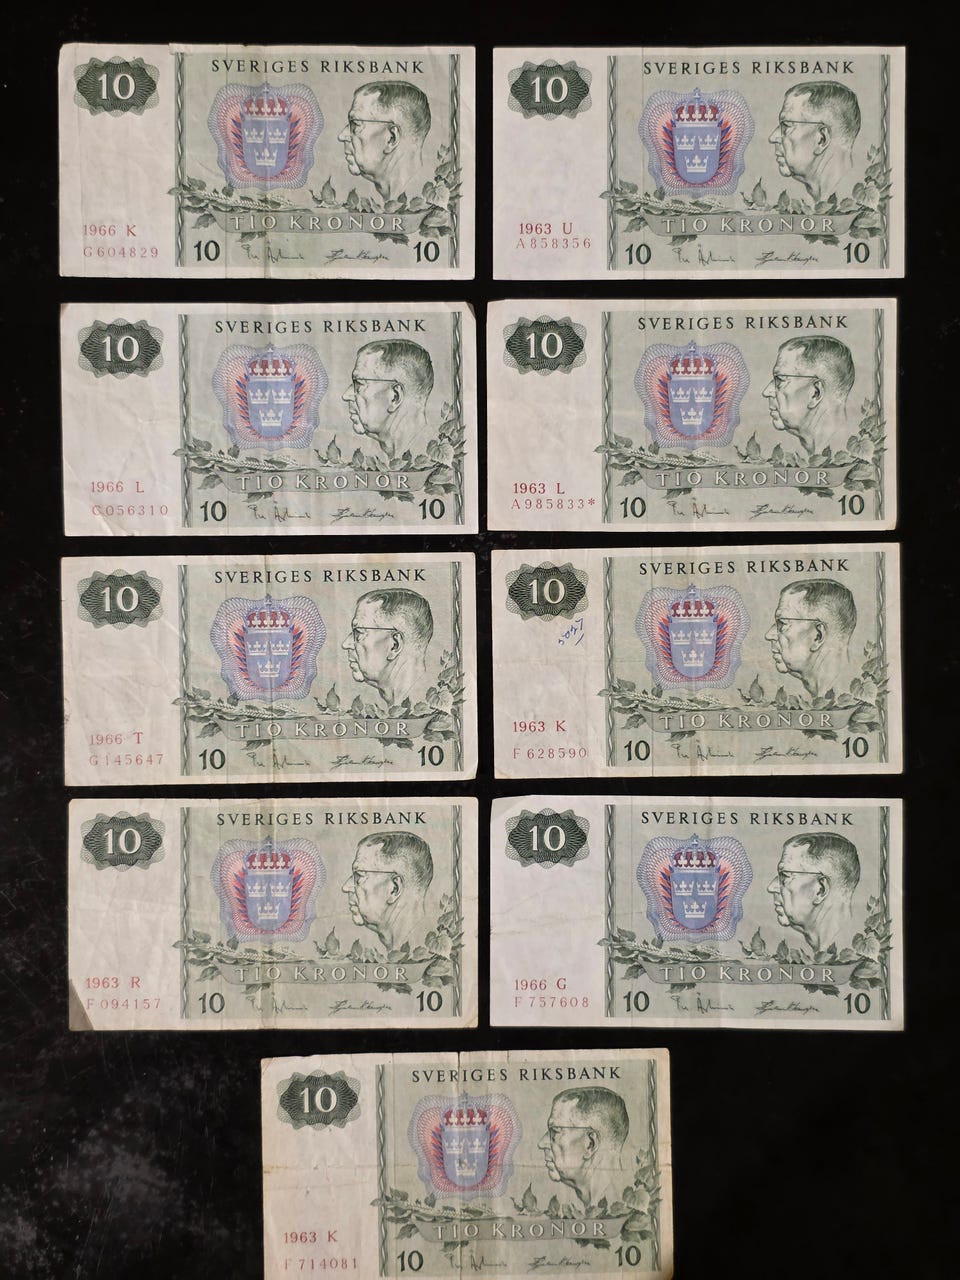 10
SVERIGES RIKSBANK
TIO KRONOR
1966 K
G604829
10
10
10
SVERIGES RIKSBANK
TIO KRONOR
1963 U
A858356
10
10
10
SVERIGES RIKSBANK
TIO KRONOR
1966 L
G056310
10
10
10
SVERIGES RIKSBANK
TIO KRONOR
1963 L
A985833*
10
10
10
SVERIGES RIKSBANK
TIO KRONOR
1966 T
G145647
10
10
10
SVERIGES RIKSBANK
TIO KRONOR
1963 K
F628590
10
10
10
SVERIGES RIKSBANK
TIO KRONOR
1963 R
F094157
10
10
10
SVERIGES RIKSBANK
TIO KRONOR
1966 G
F757608
10
10
10
SVERIGES RIKSBANK
TIO KRONOR
1963 K
F714081
10
10